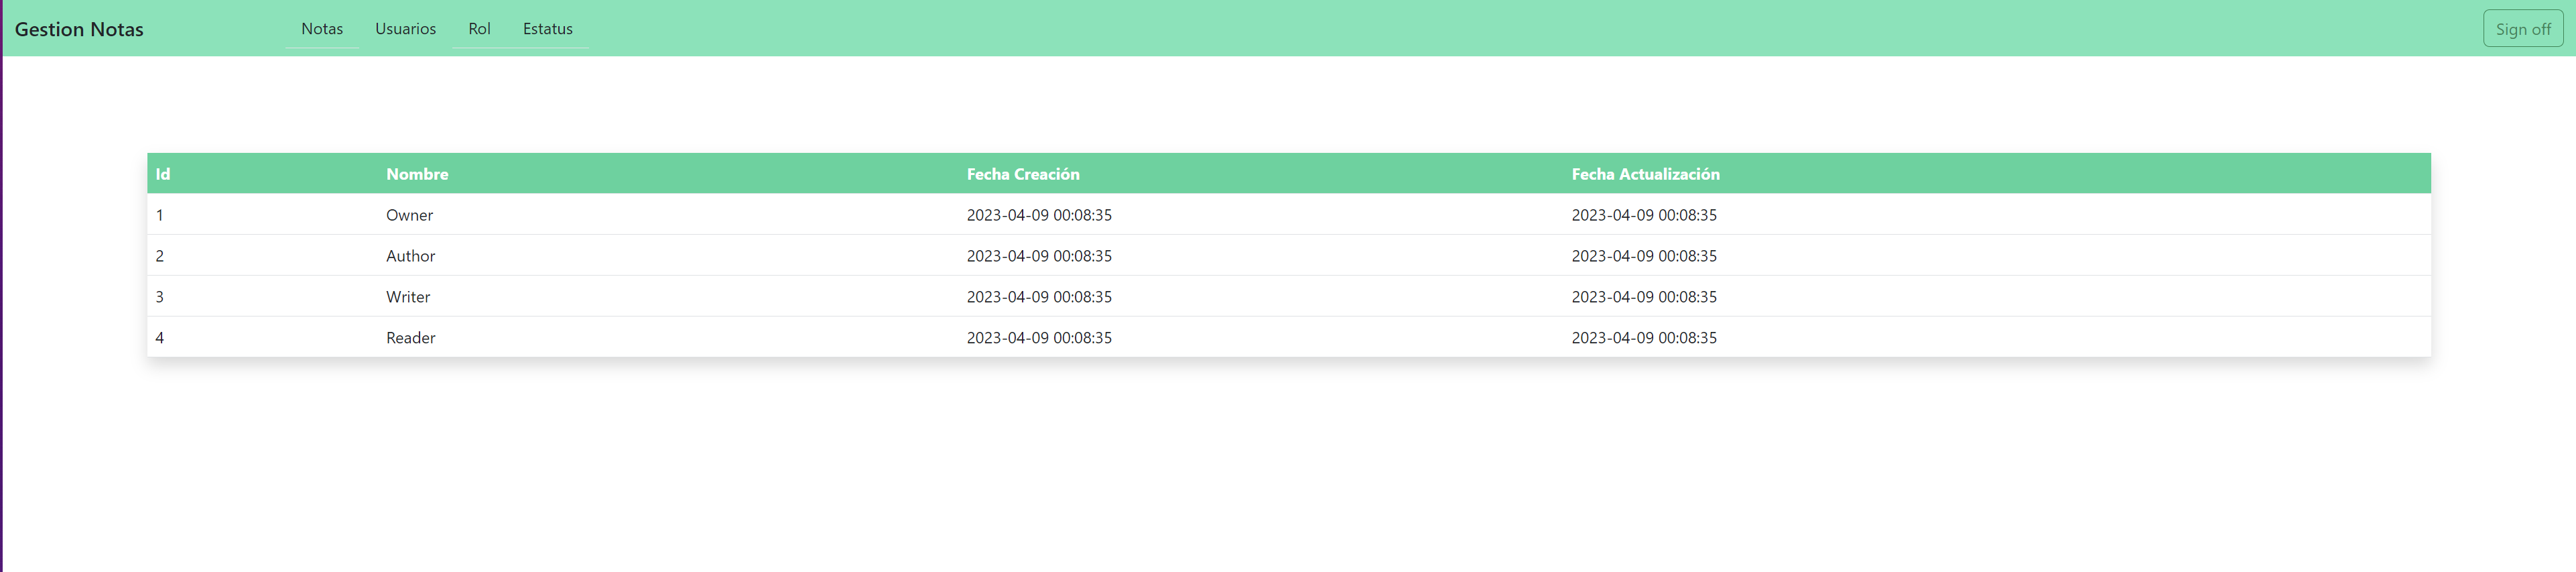 Gestion Notas Notas Usuarios Rol Estatus Sign off
Id Nombre Fecha Creación Fecha Actualización
1 Owner 2023-04-09 00:08:35 2023-04-09 00:08:35
2 Author 2023-04-09 00:08:35 2023-04-09 00:08:35
3 Writer 2023-04-09 00:08:35 2023-04-09 00:08:35
4 Reader 2023-04-09 00:08:35 2023-04-09 00:08:35